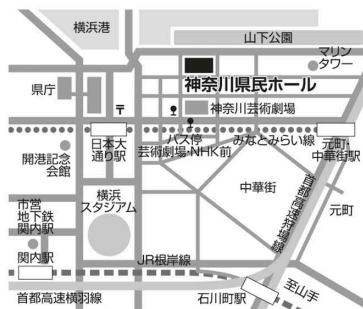 横浜港
山下公園
マリン
タワー
神奈川県民ホール
県庁
〒
神奈川芸術劇場
日本大
通り駅
バス停
芸術劇場・NHK前
みなとみらい線
元町・
中華街駅
開港記念
会館
横浜
スタジアム
中華街
首都高速狩場線
元町
市営
地下鉄
関内駅
関内駅
JR根岸線
至山手
首都高速横羽線
石川町駅